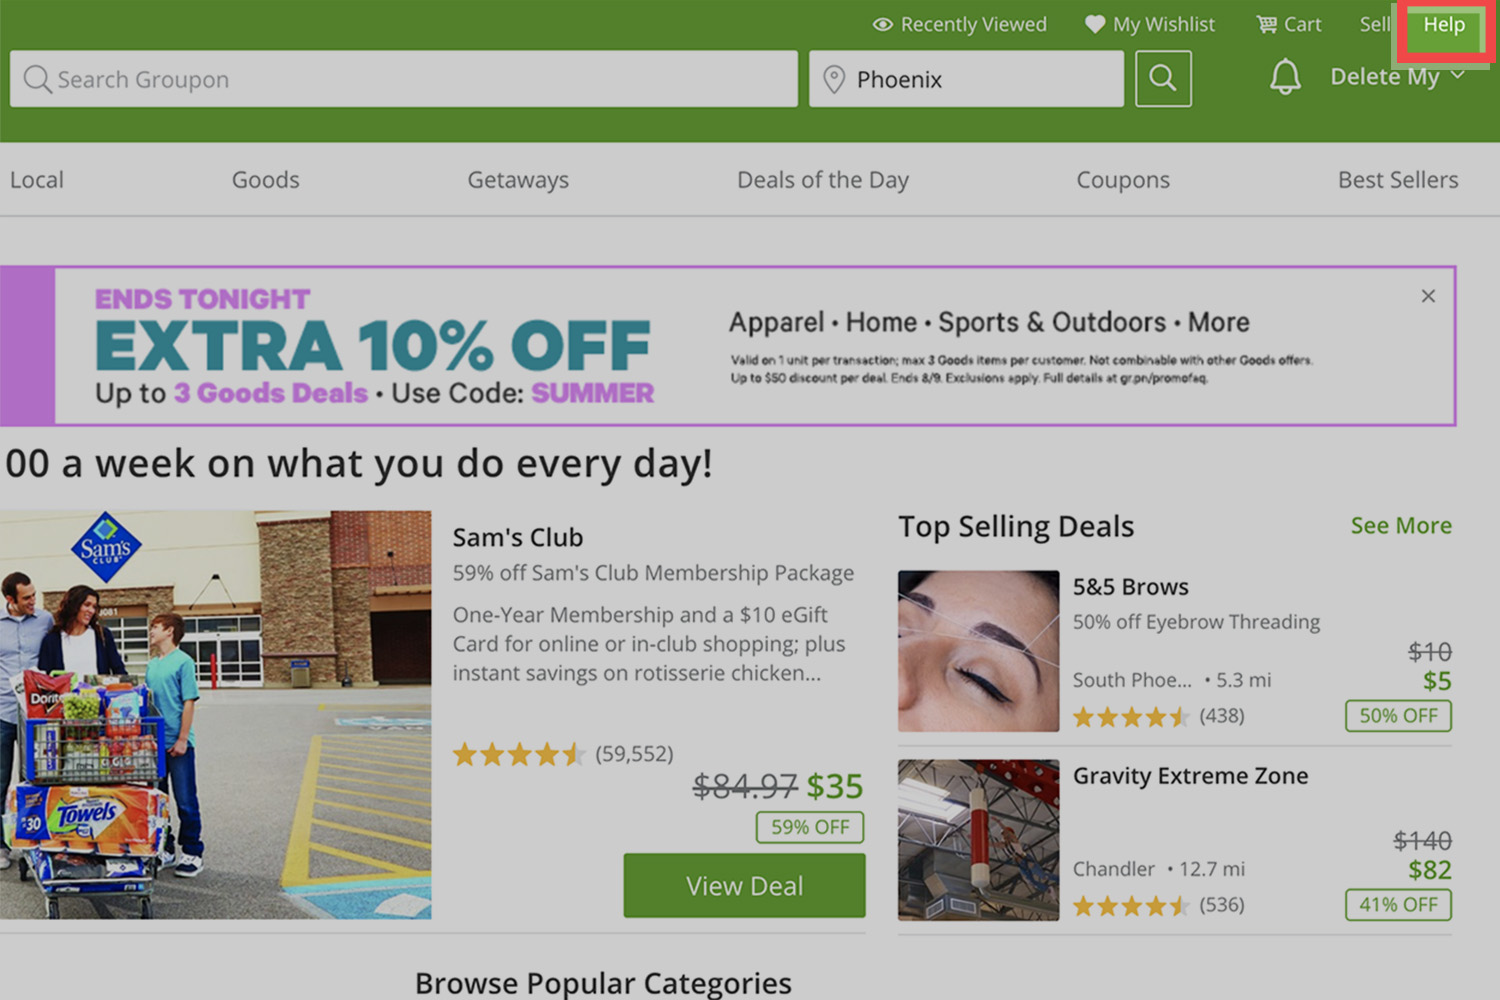 Recently Viewed
My Wishlist
Cart
Sell
Help
Search Groupon
Phoenix
Delete My
Local
Goods
Getaways
Deals of the Day
Coupons
Best Sellers
ENDS TONIGHT
EXTRA 10% OFF
Up to 3 Goods Deals • Use Code: SUMMER
Apparel • Home • Sports & Outdoors • More
Valid on 1 unit per transaction; max 3 Goods items per customer. Not combinable with other Goods offers.
Up to $50 discount per deal. Ends 8/9. Exclusions apply. Full details at gr.pn/promofaq.
00 a week on what you do every day!
Sam's
CLUB
Doritos
Towels
30
Sam's Club
59% off Sam's Club Membership Package
One-Year Membership and a $10 eGift
Card for online or in-club shopping; plus
instant savings on rotisserie chicken...
(59,552)
$84.97 $35
59% OFF
View Deal
Top Selling Deals
See More
5&5 Brows
50% off Eyebrow Threading
$10
South Phoe... • 5.3 mi
$5
(438)
50% OFF
Gravity Extreme Zone
$140
Chandler • 12.7 mi
$82
(536)
41% OFF
Browse Popular Categories